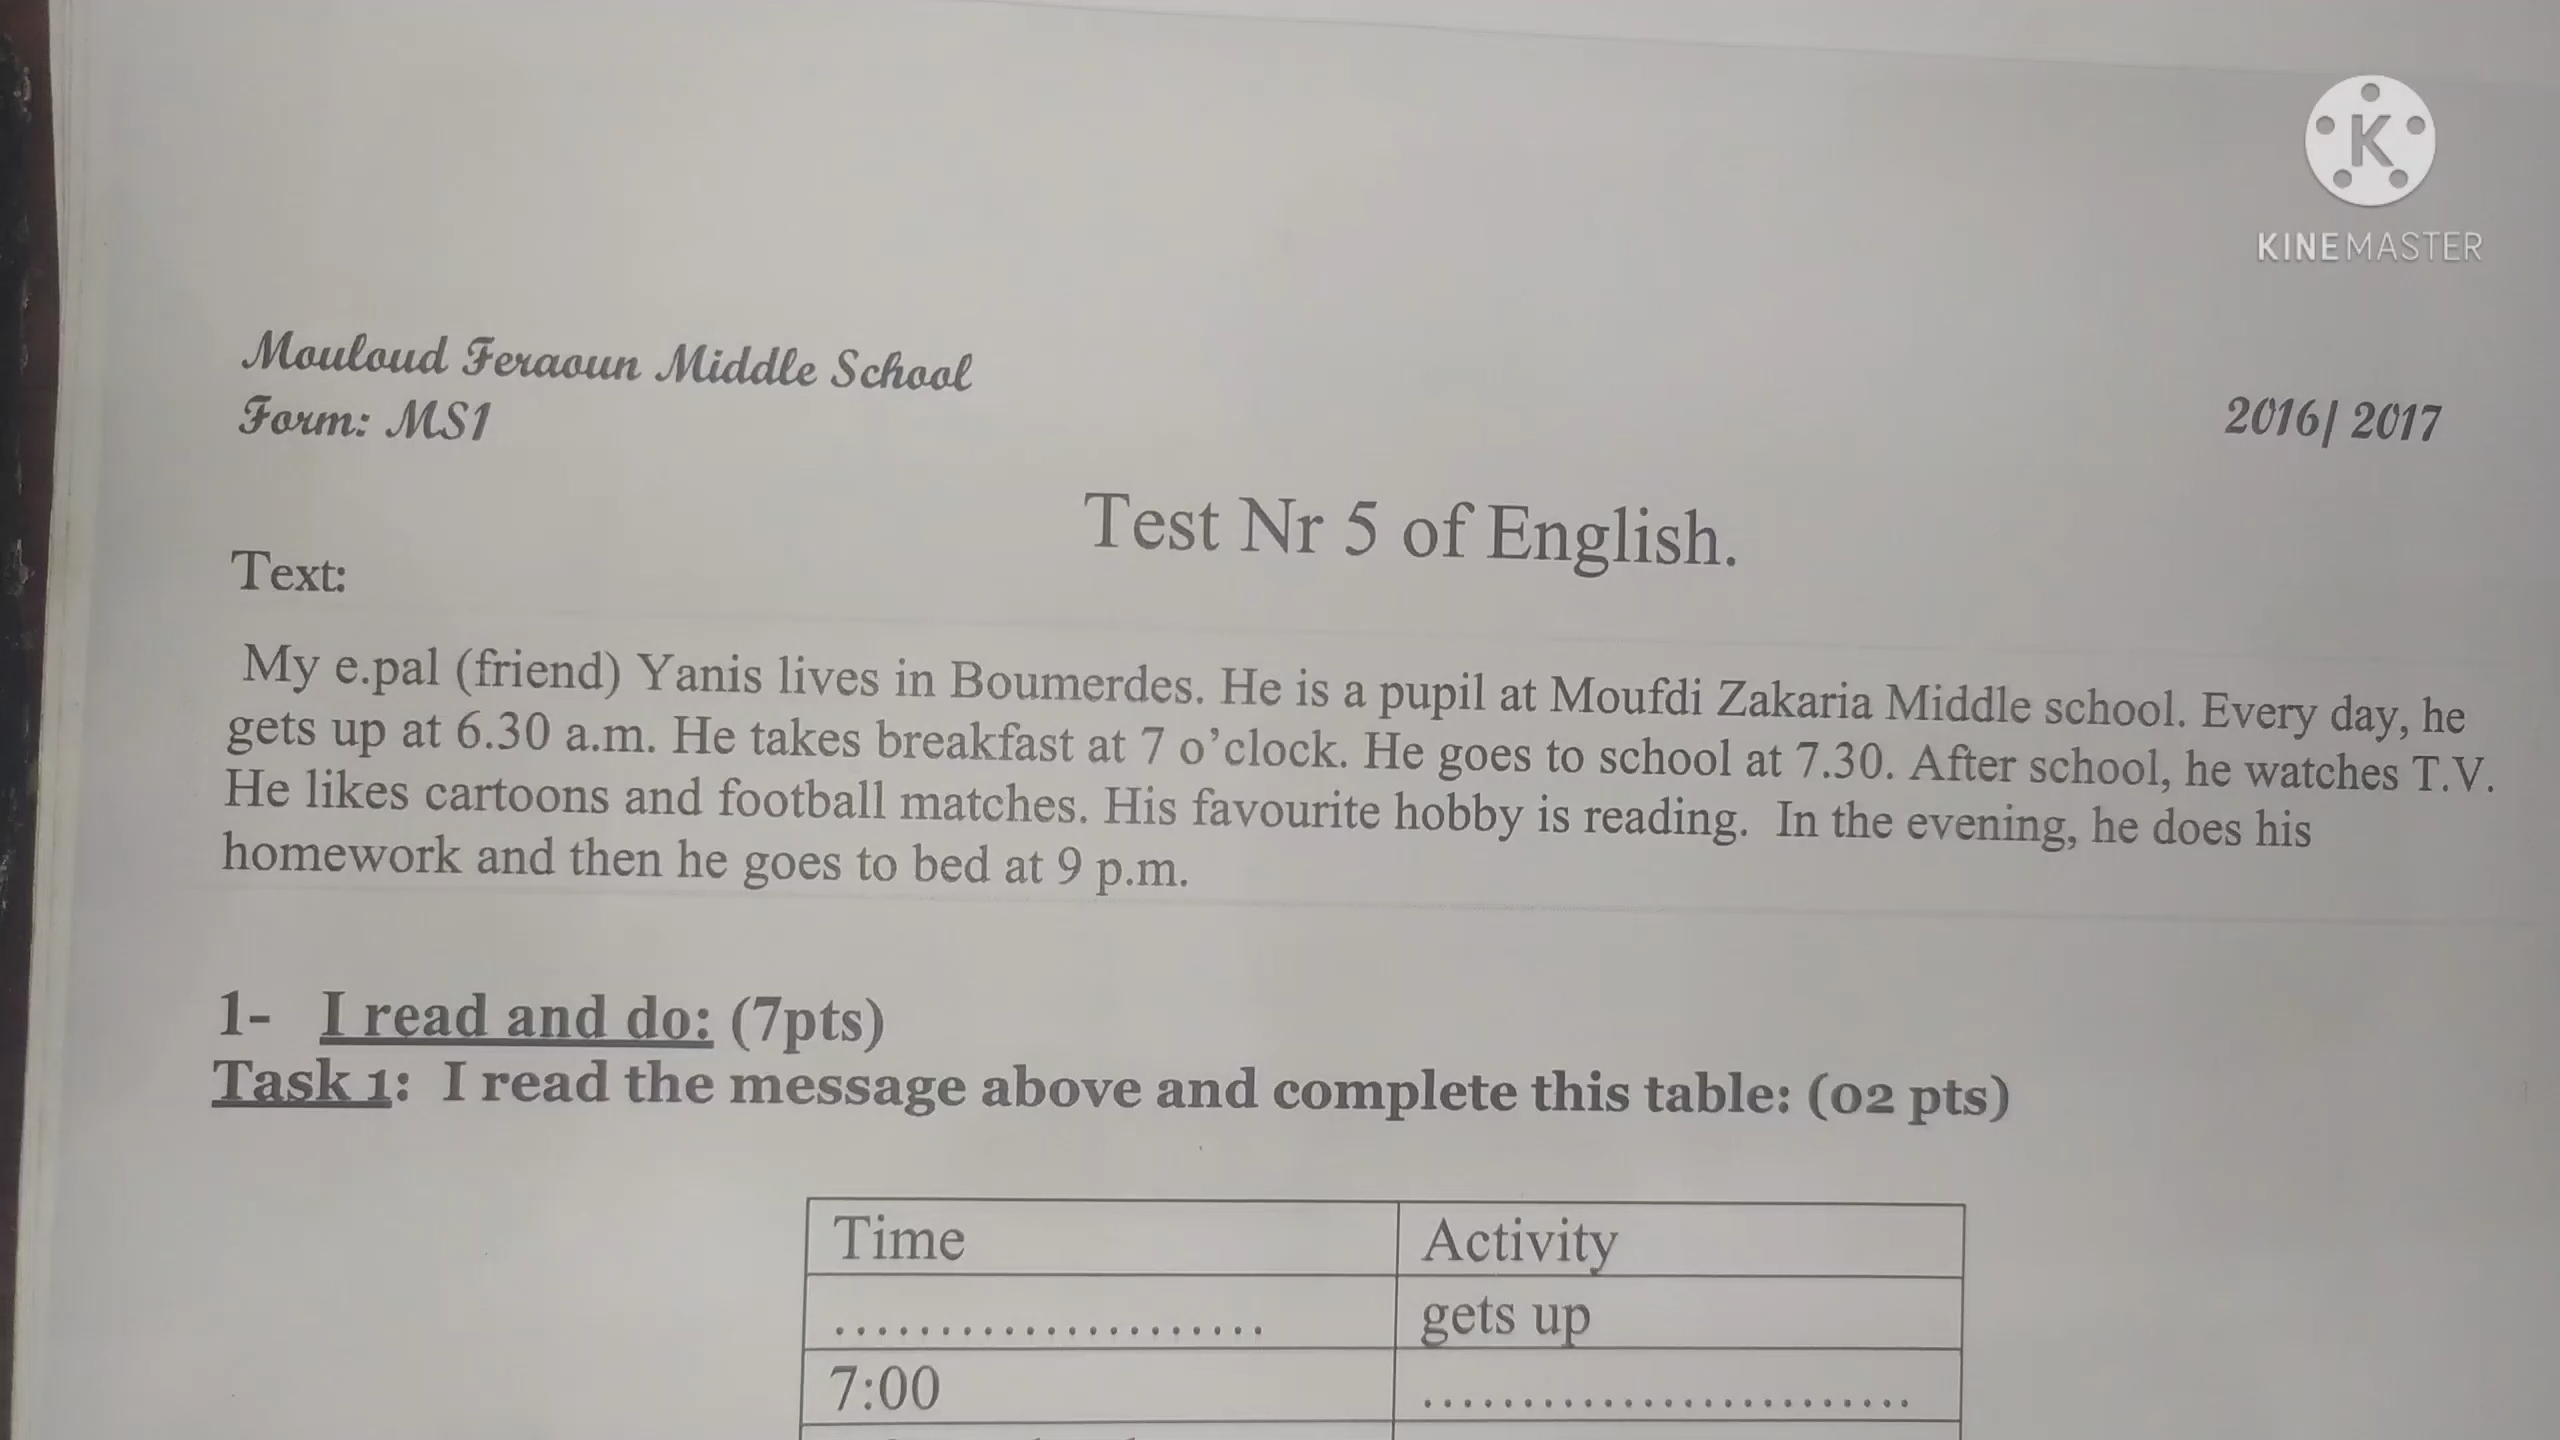 K
KINEMASTER
Mouloud Feraoun Middle School
Form: MS1
2016| 2017
Test Nr 5 of English.
Text:
My e.pal (friend) Yanis lives in Boumerdes. He is a pupil at Moufdi Zakaria Middle school. Every day, he
gets up at 6.30 a.m. He takes breakfast at 7 o’clock. He goes to school at 7.30. After school, he watches T.V.
He likes cartoons and football matches. His favourite hobby is reading. In the evening, he does his
homework and then he goes to bed at 9 p.m.
1- I read and do: (7pts)
Task 1: I read the message above and complete this table: (02 pts)
Time Activity
..................... gets up
7:00 ........................